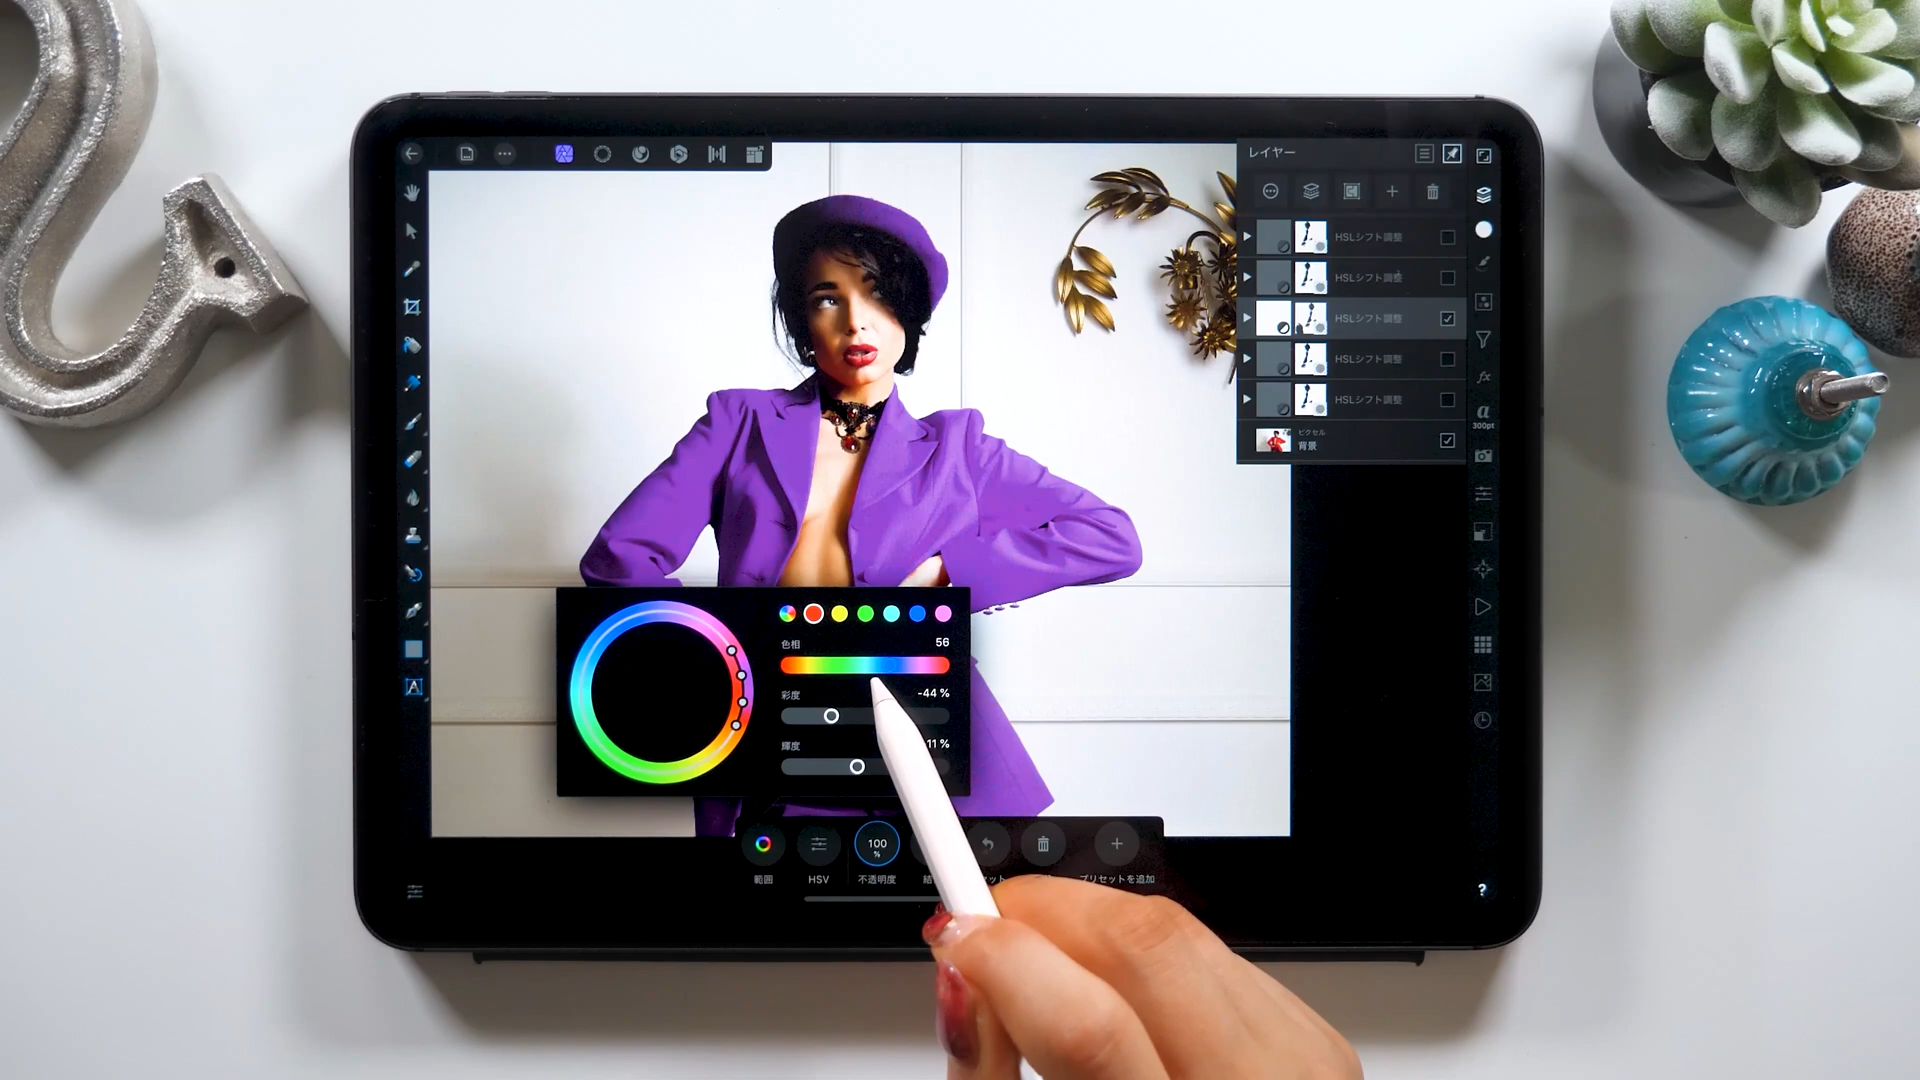 レイヤー
HSLシフト調整
HSLシフト調整
HSLシフト調整
HSLシフト調整
HSLシフト調整
ピクセル
背景
fx
a
300pt
A
色相
56
彩度
-44 %
輝度
11 %
100
%
範囲
HSV
不透明度
プリセットを追加
?